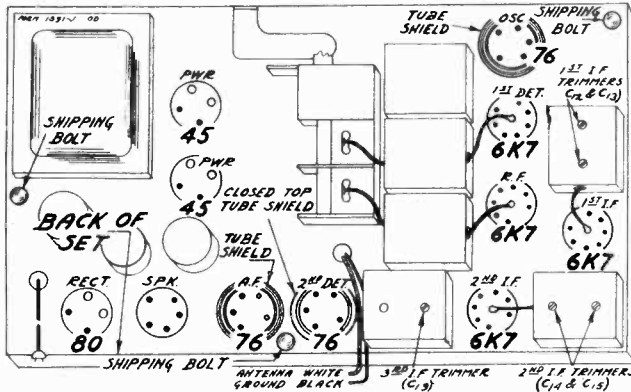 OSC
TUBE
SHIELD
76
SHIPPING
BOLT
PWR
45
1ST DET.
6K7
1ST I.F.
TRIMMERS
(C12 & C13)
SHIPPING
BOLT
PWR
45
CLOSED TOP
TUBE SHIELD
R.F.
6K7
1ST I.F
6K7
BACK OF
SET
TUBE
SHIELD
RECT.
80
SPK.
A.F.
76
2ND DET.
76
2ND I.F.
6K7
SHIPPING BOLT
ANTENNA WHITE
GROUND BLACK
3RD I.F TRIMMER
(C19)
2ND I.F. TRIMMERS
(C14 & C15)